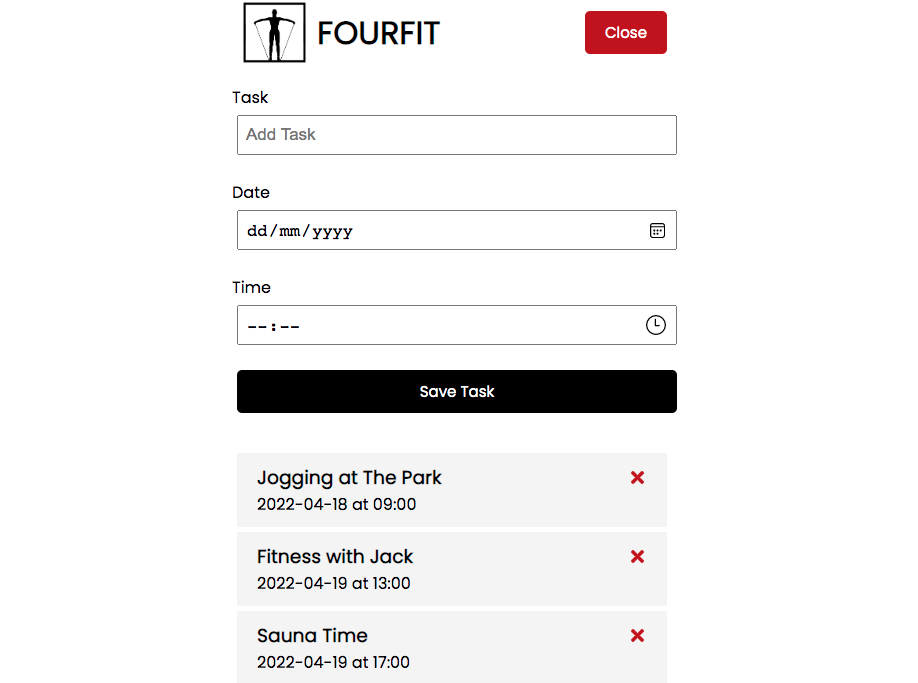 FOURFIT
Close
Task
Add Task
Date
dd/mm/yyyy
Time
--:--
Save Task
Jogging at The Park
2022-04-18 at 09:00
Fitness with Jack
2022-04-19 at 13:00
Sauna Time
2022-04-19 at 17:00